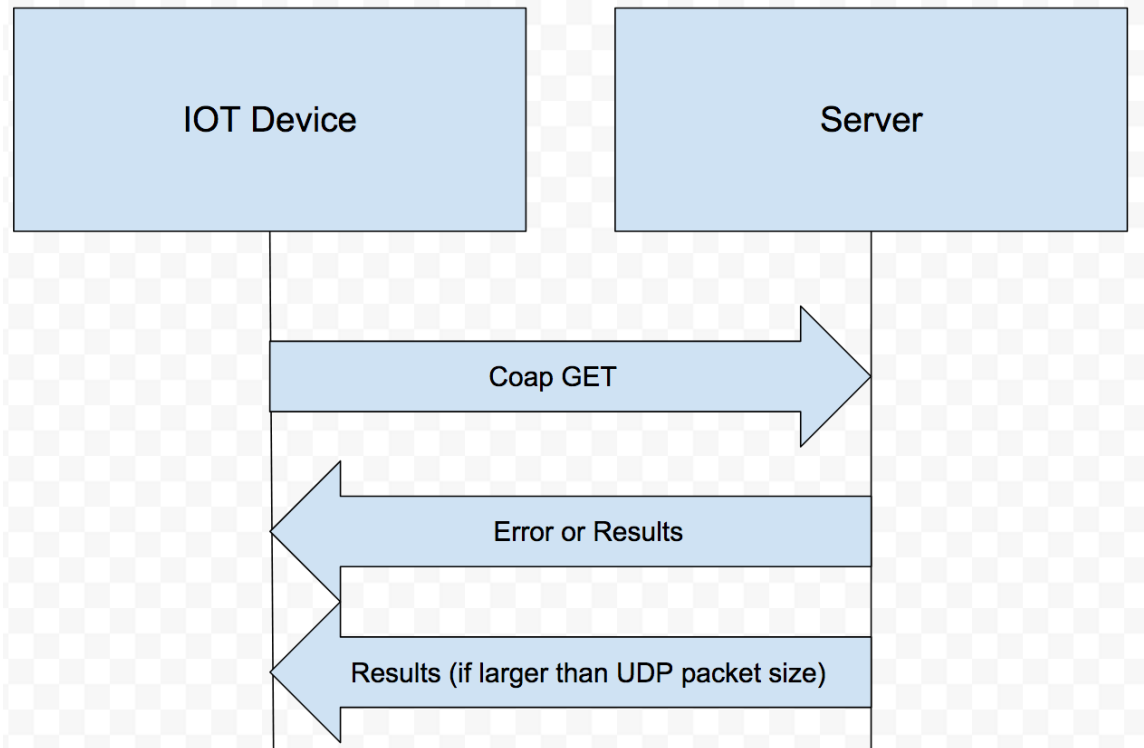 IOT Device
Server
Coap GET
Error or Results
Results (if larger than UDP packet size)